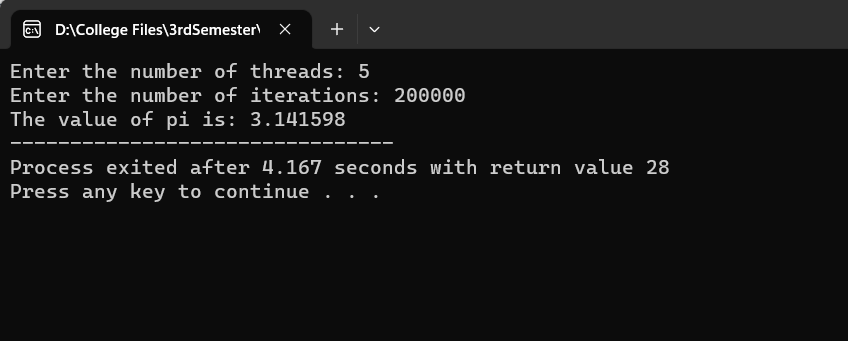 D:\College Files\3rdSemester\
Enter the number of threads: 5
Enter the number of iterations: 200000
The value of pi is: 3.141598
--------------------------------
Process exited after 4.167 seconds with return value 28
Press any key to continue . . .